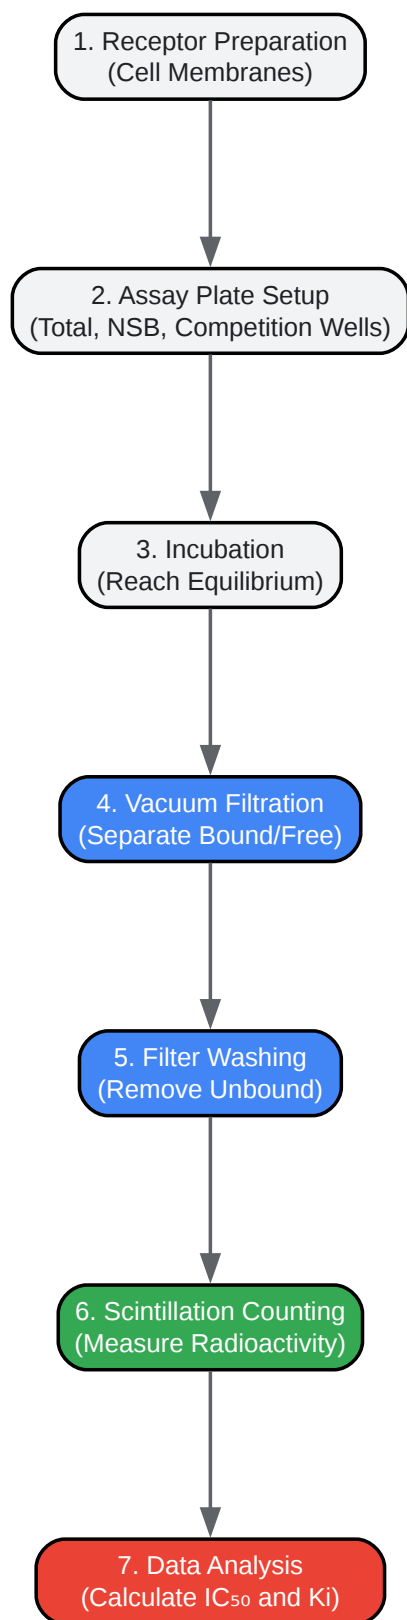 1. Receptor Preparation
(Cell Membranes)
2. Assay Plate Setup
(Total, NSB, Competition Wells)
3. Incubation
(Reach Equilibrium)
4. Vacuum Filtration
(Separate Bound/Free)
5. Filter Washing
(Remove Unbound)
6. Scintillation Counting
(Measure Radioactivity)
7. Data Analysis
(Calculate IC₅₀ and Ki)